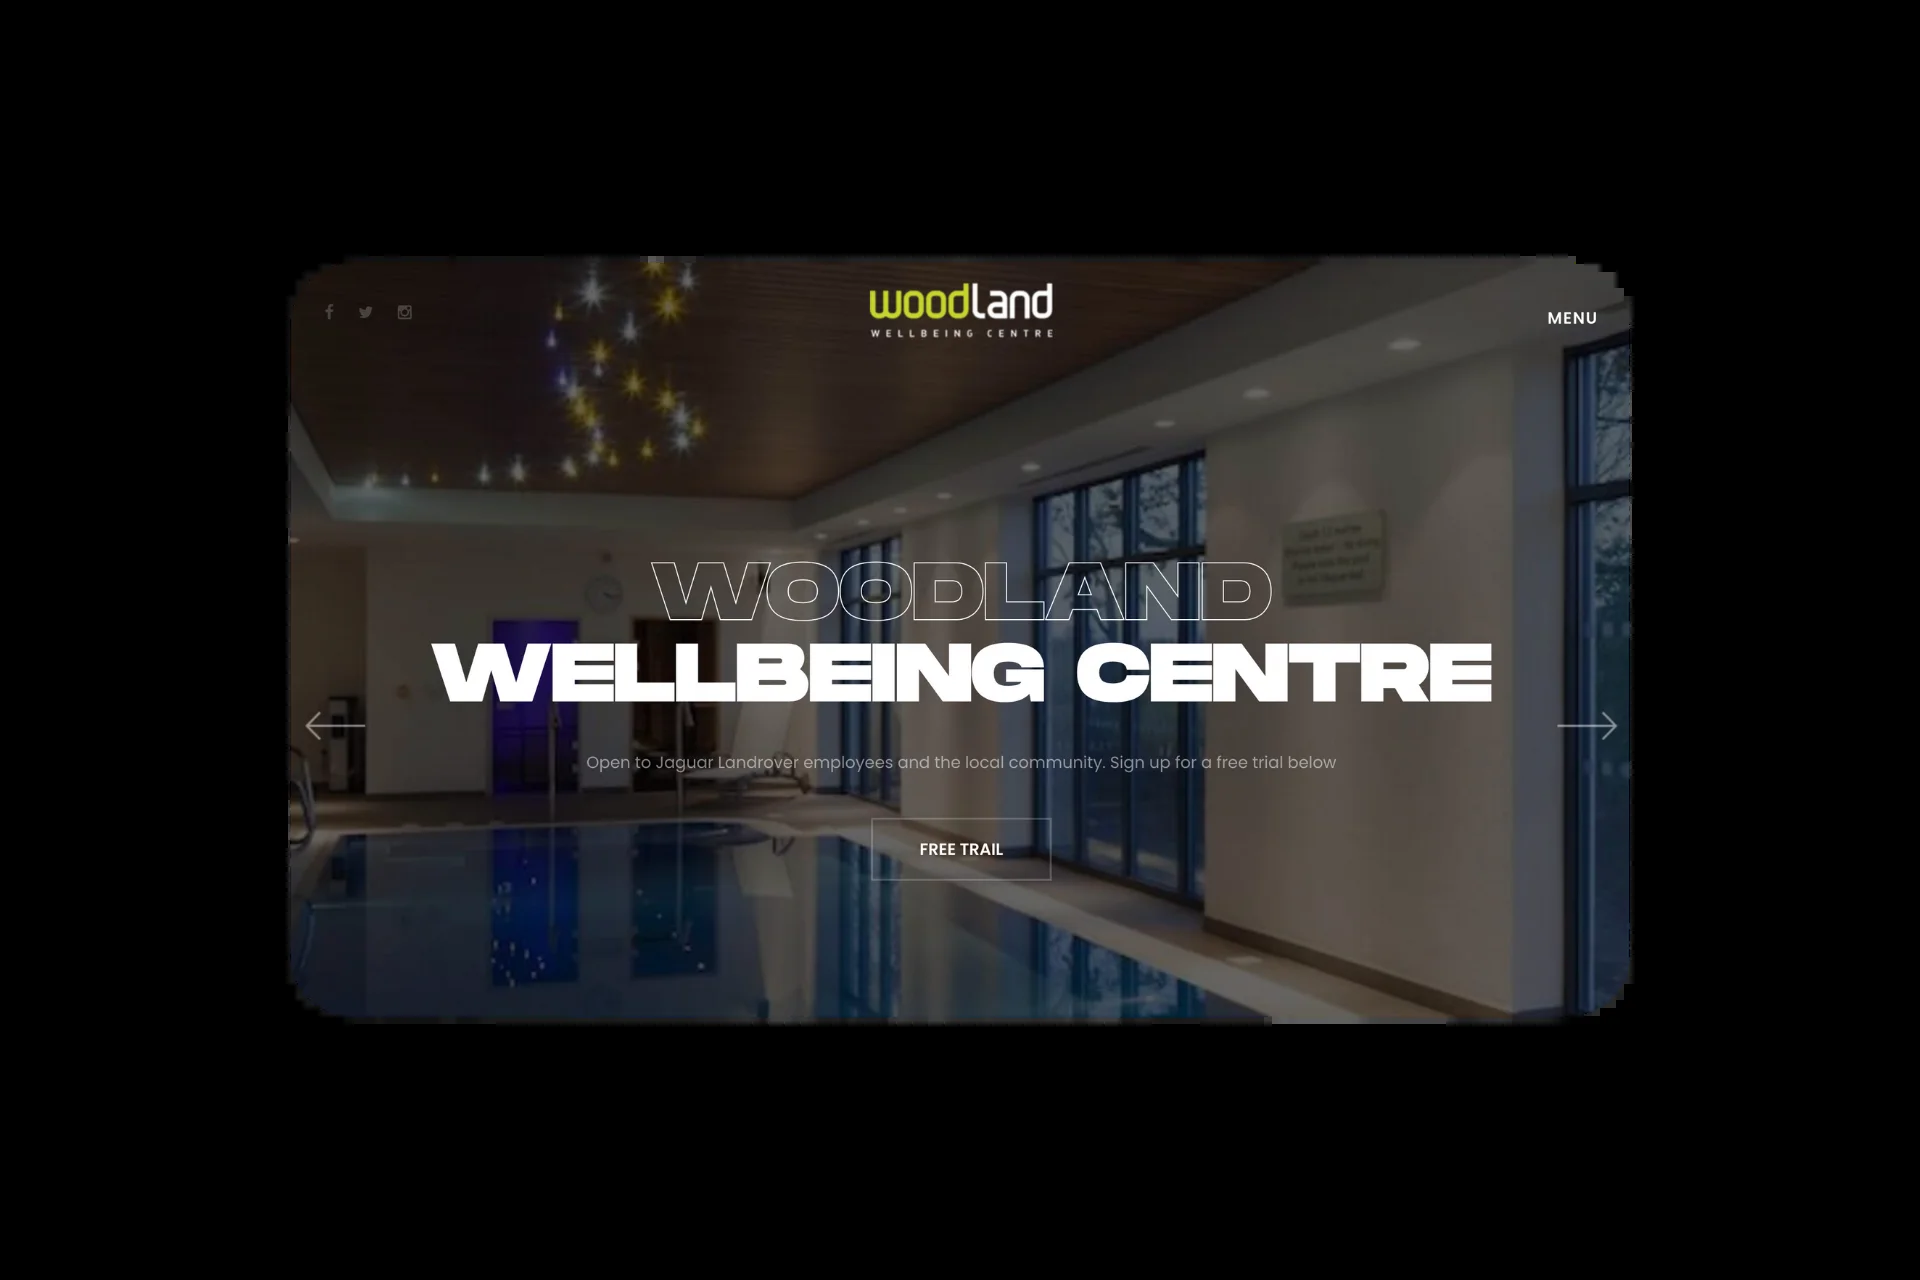 woodland
WELLBEING CENTRE
MENU
WOODLAND
WELLBEING CENTRE
Open to Jaguar Landrover employees and the local community. Sign up for a free trial below
FREE TRAIL